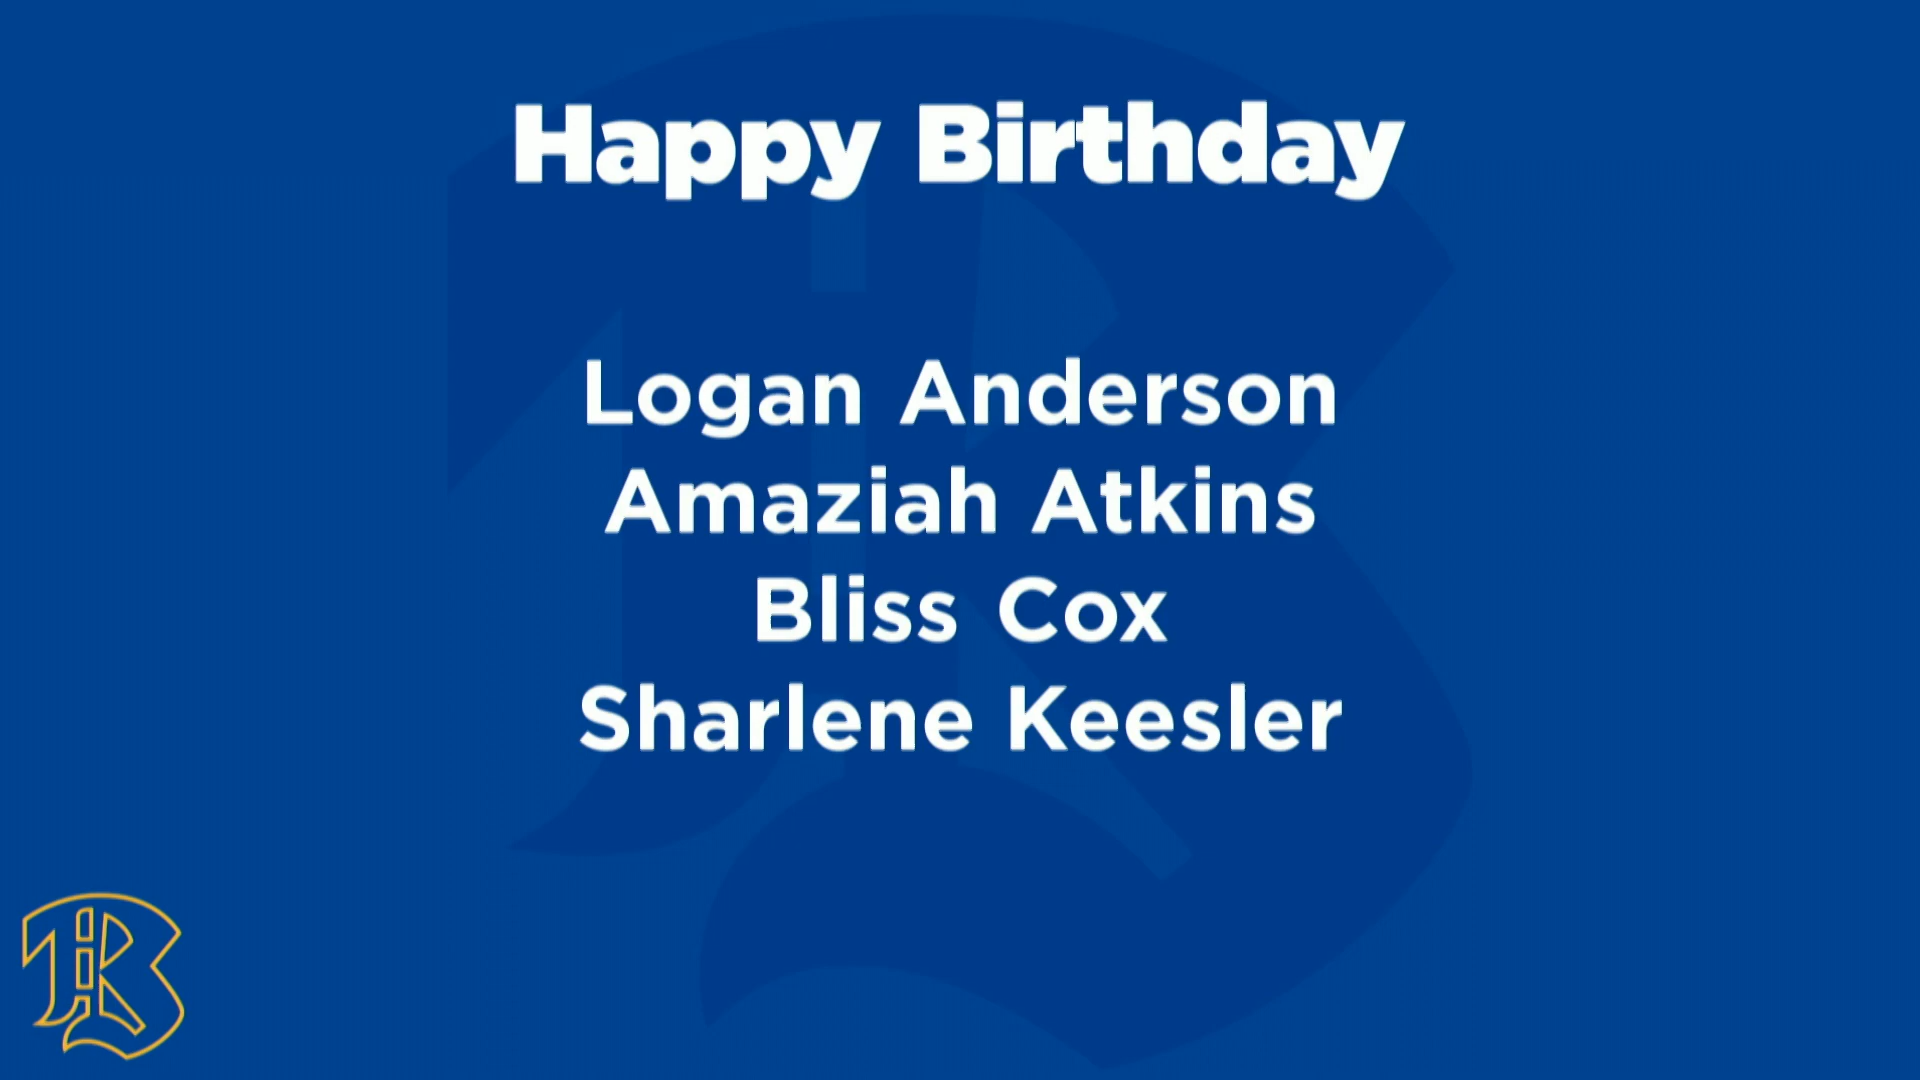 Happy Birthday
Logan Anderson
Amaziah Atkins
Bliss Cox
Sharlene Keesler
B